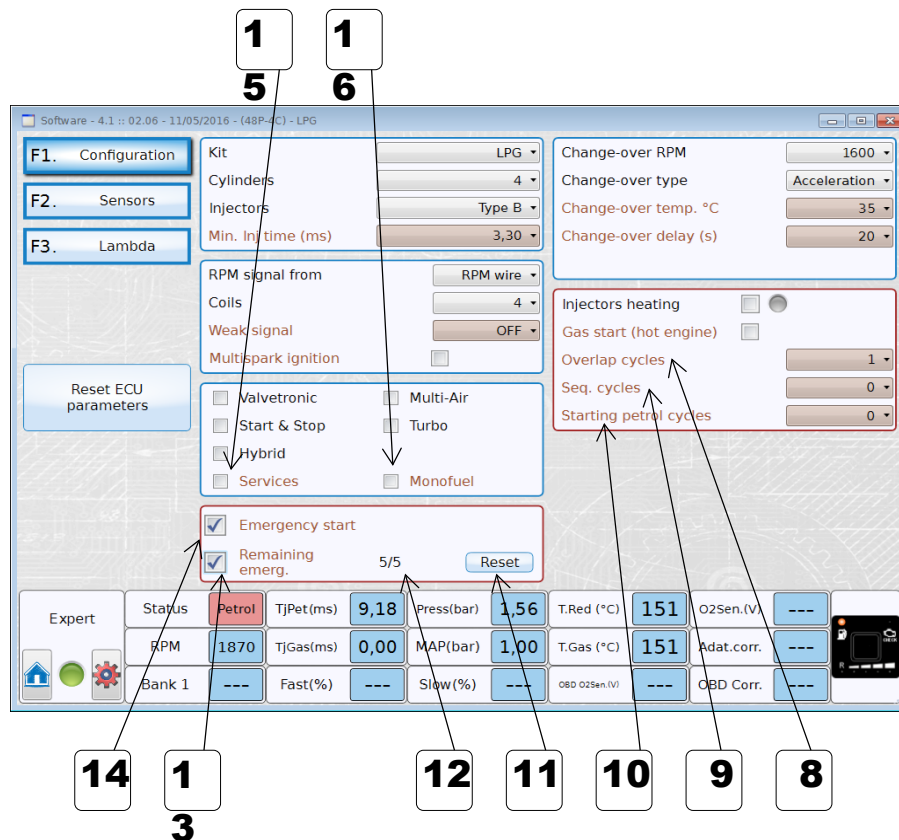 1 1
5 6
Software - 4.1 :: 02.06 - 11/05/2016 - (48P-4C) - LPG
F1. Configuration
F2. Sensors
F3. Lambda
Reset ECU
parameters
Kit LPG
Cylinders 4
Injectors Type B
Min. Inj time (ms) 3,30
RPM signal from RPM wire
Coils 4
Weak signal OFF
Multispark ignition
Valvetronic Multi-Air
Start & Stop Turbo
Hybrid
Services Monofuel
Emergency start
Remaining
emerg. 5/5 Reset
Change-over RPM 1600
Change-over type Acceleration
Change-over temp. °C 35
Change-over delay (s) 20
Injectors heating
Gas start (hot engine)
Overlap cycles 1
Seq. cycles 0
Starting petrol cycles 0
Expert
Status Petrol TjPet(ms) 9,18 Press(bar) 1,56 T.Red (°C) 151 O2Sen.(V) ---
RPM 1870 TjGas(ms) 0,00 MAP(bar) 1,00 T.Gas (°C) 151 Adat.corr. ---
Bank 1 --- Fast(%) --- Slow(%) --- OBD O2Sen.(V) --- OBD Corr. ---
CHECK
R
14 1 12 11 10 9 8
3